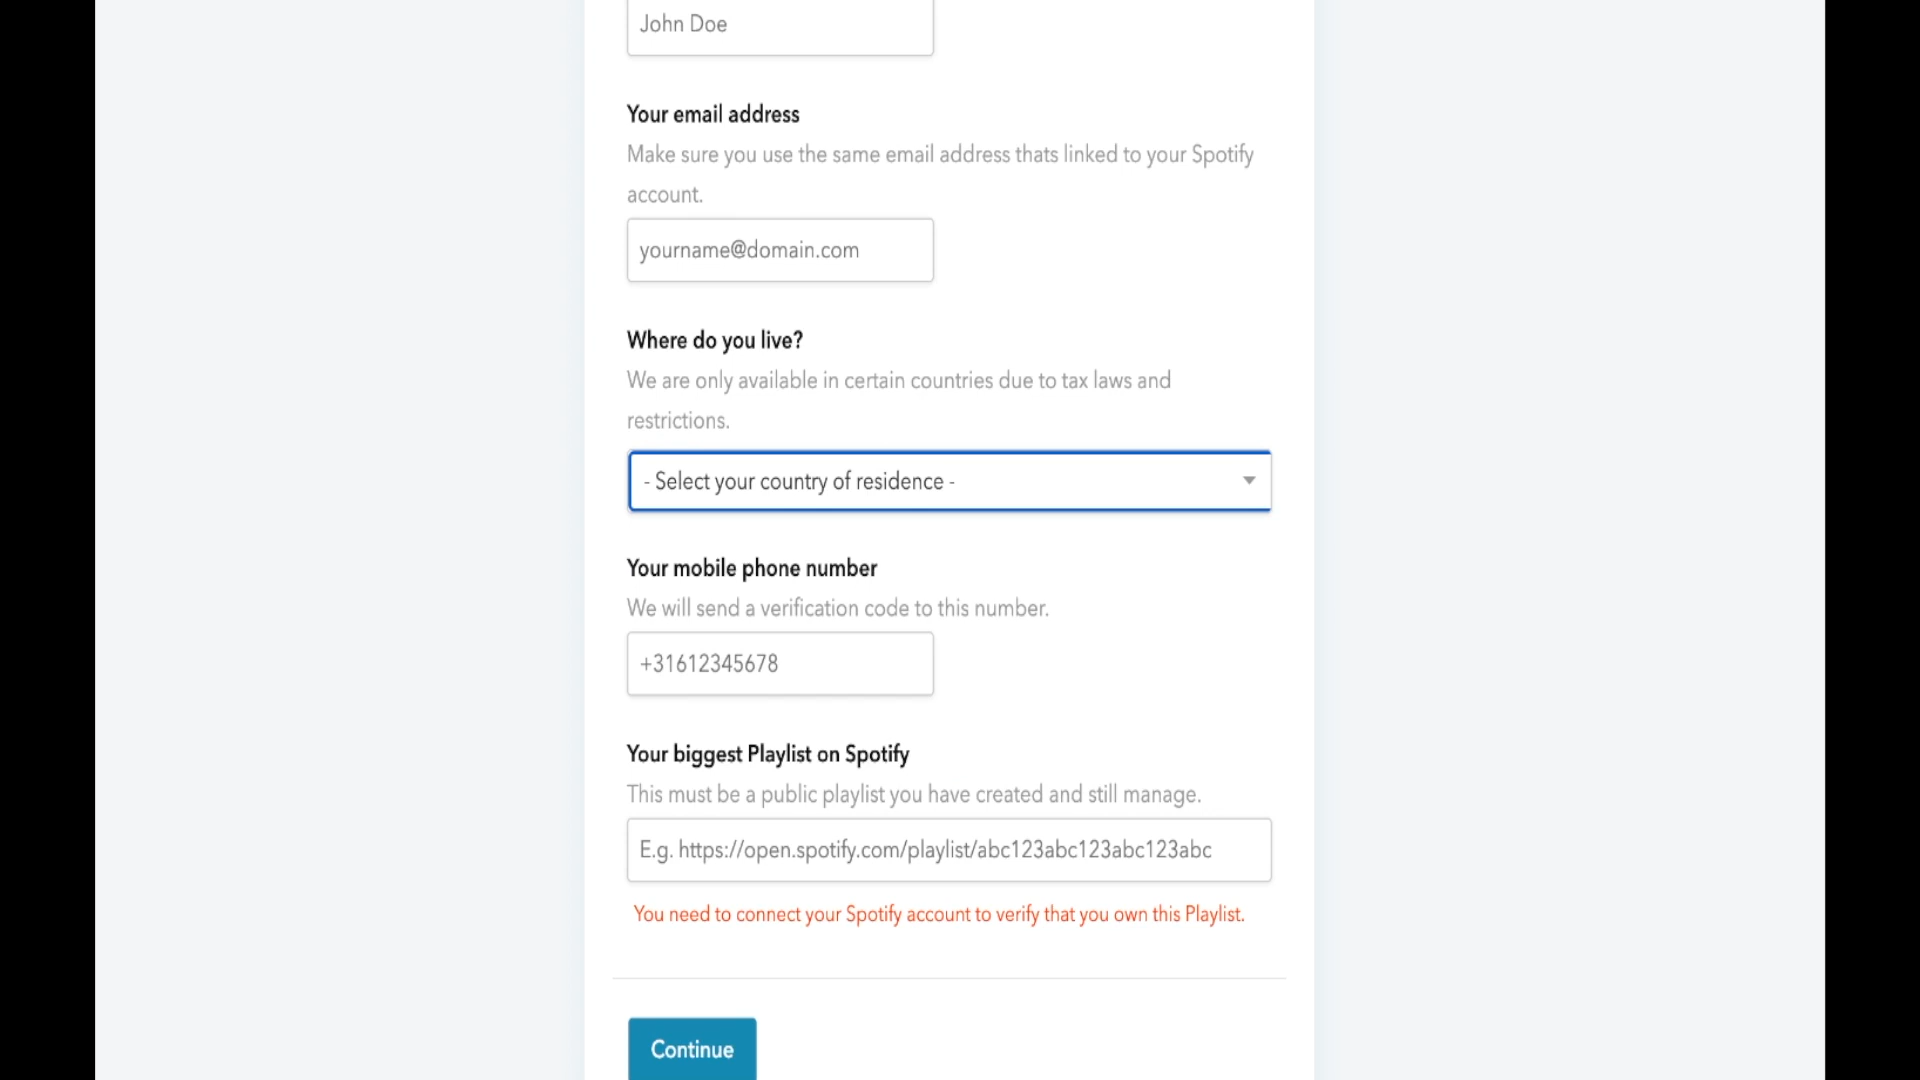 John Doe
Your email address
Make sure you use the same email address thats linked to your Spotify
account.
yourname@domain.com
Where do you live?
We are only available in certain countries due to tax laws and
restrictions.
- Select your country of residence -
Your mobile phone number
We will send a verification code to this number.
+31612345678
Your biggest Playlist on Spotify
This must be a public playlist you have created and still manage.
E.g. https://open.spotify.com/playlist/abc123abc123abc123abc
You need to connect your Spotify account to verify that you own this Playlist.
Continue